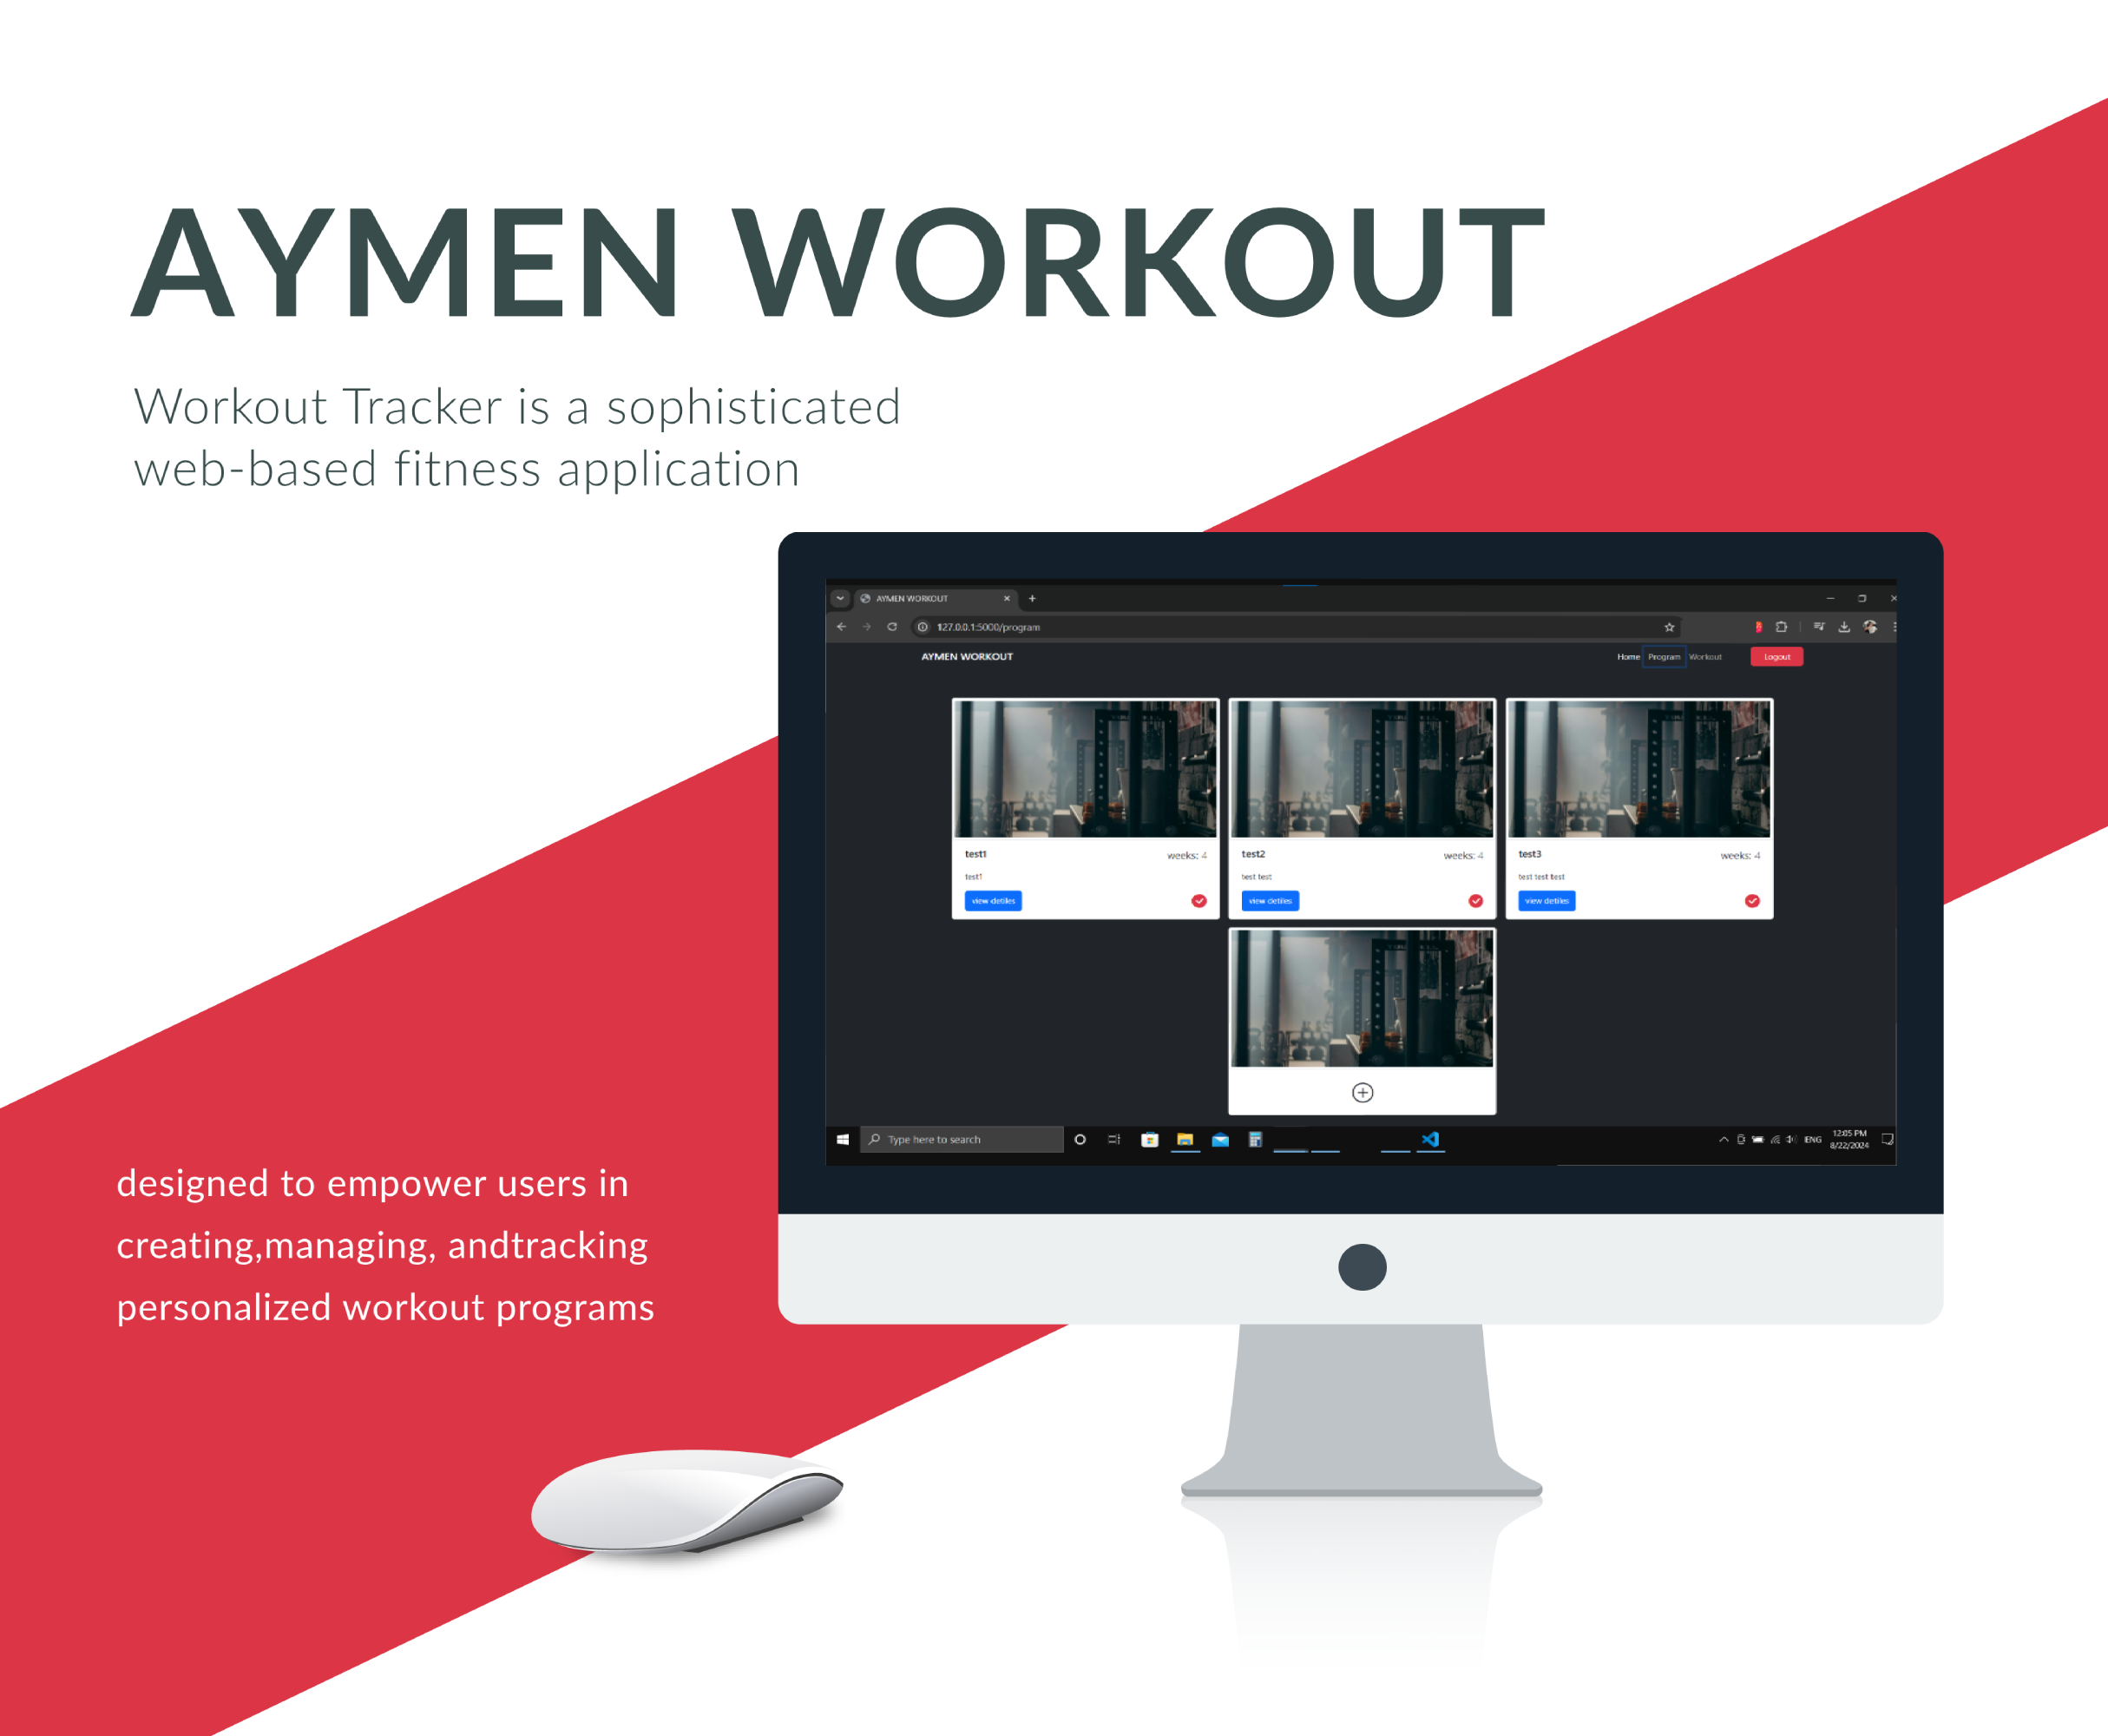 AYMEN WORKOUT
Workout Tracker is a sophisticated
web-based fitness application
AYMEN WORKOUT
127.0.0.1:5000/program
AYMEN WORKOUT
Home Program Workout Logout
test1 weeks: 4
test1
view detiles
test2 weeks: 4
test test
view detiles
test3 weeks: 4
test test test
view detiles
Type here to search
ENG
12:05 PM
8/22/2024
designed to empower users in
creating,managing, andtracking
personalized workout programs